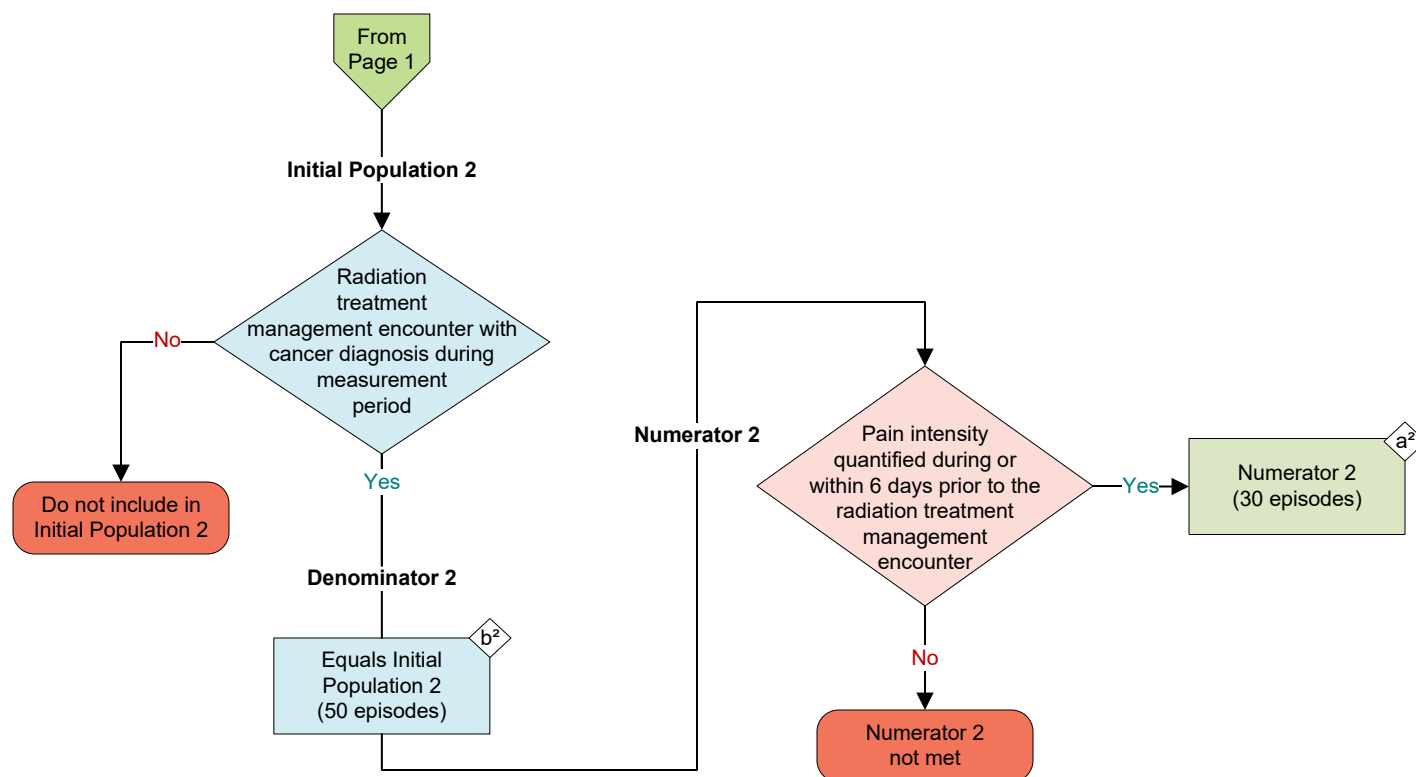 From
Page 1
Initial Population 2
Radiation
treatment
management encounter with
cancer diagnosis during
measurement
period
No
Do not include in
Initial Population 2
Yes
Denominator 2
b²
Equals Initial
Population 2
(50 episodes)
Numerator 2
Pain intensity
quantified during or
within 6 days prior to the
radiation treatment
management
encounter
Yes
a²
Numerator 2
(30 episodes)
No
Numerator 2
not met